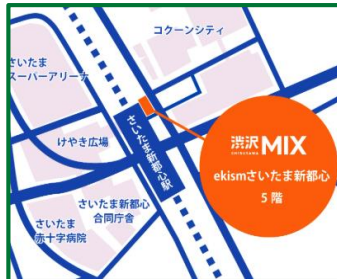 コクーンシティ
さいたま
スーパーアリーナ
けやき広場
さいたま新都心駅
さいたま新都心
合同庁舎
さいたま
赤十字病院
渋沢MIX
SHIBUSAWA
ekismさいたま新都心
5階